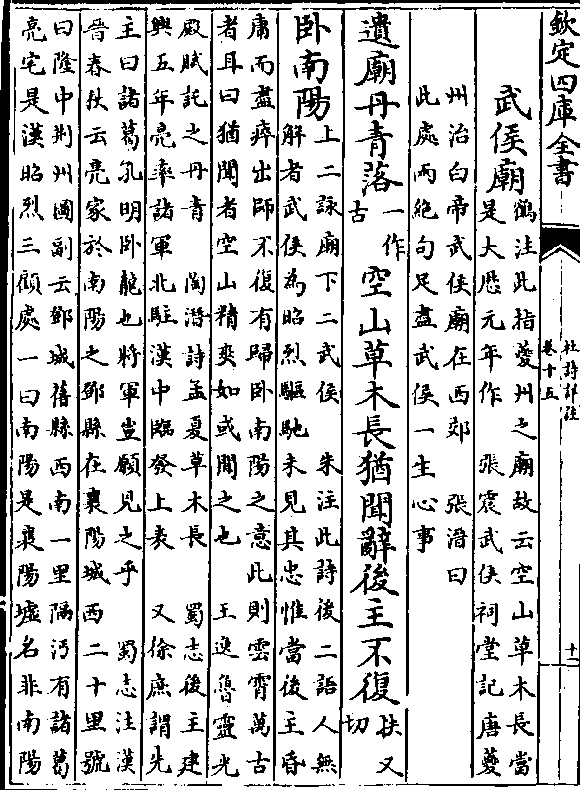 欽定四庫全書
杜詩詳注
卷十五
十一
武侯廟
鶴注此指夔州之廟故云空山草木長當
是大厯元年作　張震武侯祠堂記唐夔
州治白帝武侯廟在西郊　張溍曰
此處兩絶句足盡武侯一生心事
遺廟丹青落一作古空山草木長猶聞辭後主不復扶又切
卧南陽
上二詠廟下二武侯　朱注此詩後二語人無
解者武侯為昭烈驅馳未見其忠惟當後主昏
庸而盡瘁出師不復有歸卧南陽之意此則雲霄萬古
者耳曰猶聞者空山精爽如或聞之也　王逸魯靈光
殿賦託之丹青　陶潛詩孟夏草木長　蜀志後主建
興五年亮率諸軍北駐漢中臨發上表　又徐庶謂先
主曰諸葛孔明卧龍也將軍豈願見之乎　蜀志注漢
晉春秋云亮家於南陽之鄧縣在襄陽城西二十里號
曰隆中荆州圖副云鄧城舊縣西南一里隔沔有諸葛
亮宅是漢昭烈三顧處一曰南陽是襄陽墟名非南陽